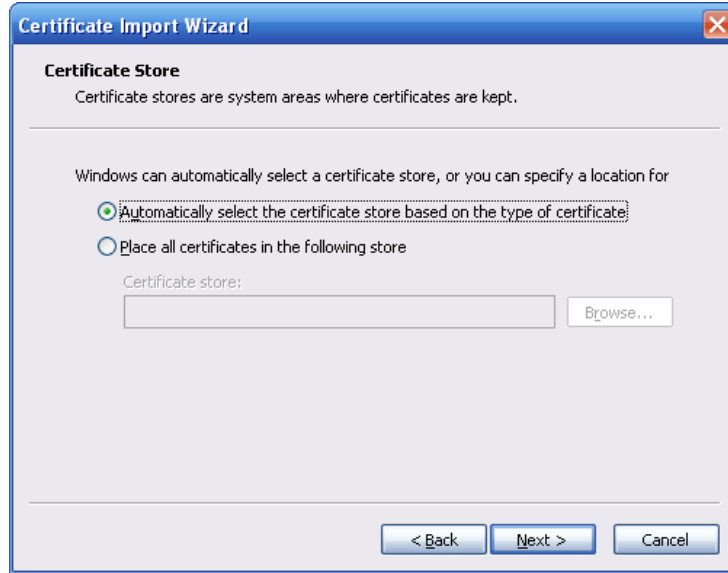 Certificate Import Wizard
Certificate Store
Certificate stores are system areas where certificates are kept.
Windows can automatically select a certificate store, or you can specify a location for
Automatically select the certificate store based on the type of certificate
Place all certificates in the following store
Certificate store:
Browse...
< Back Next > Cancel